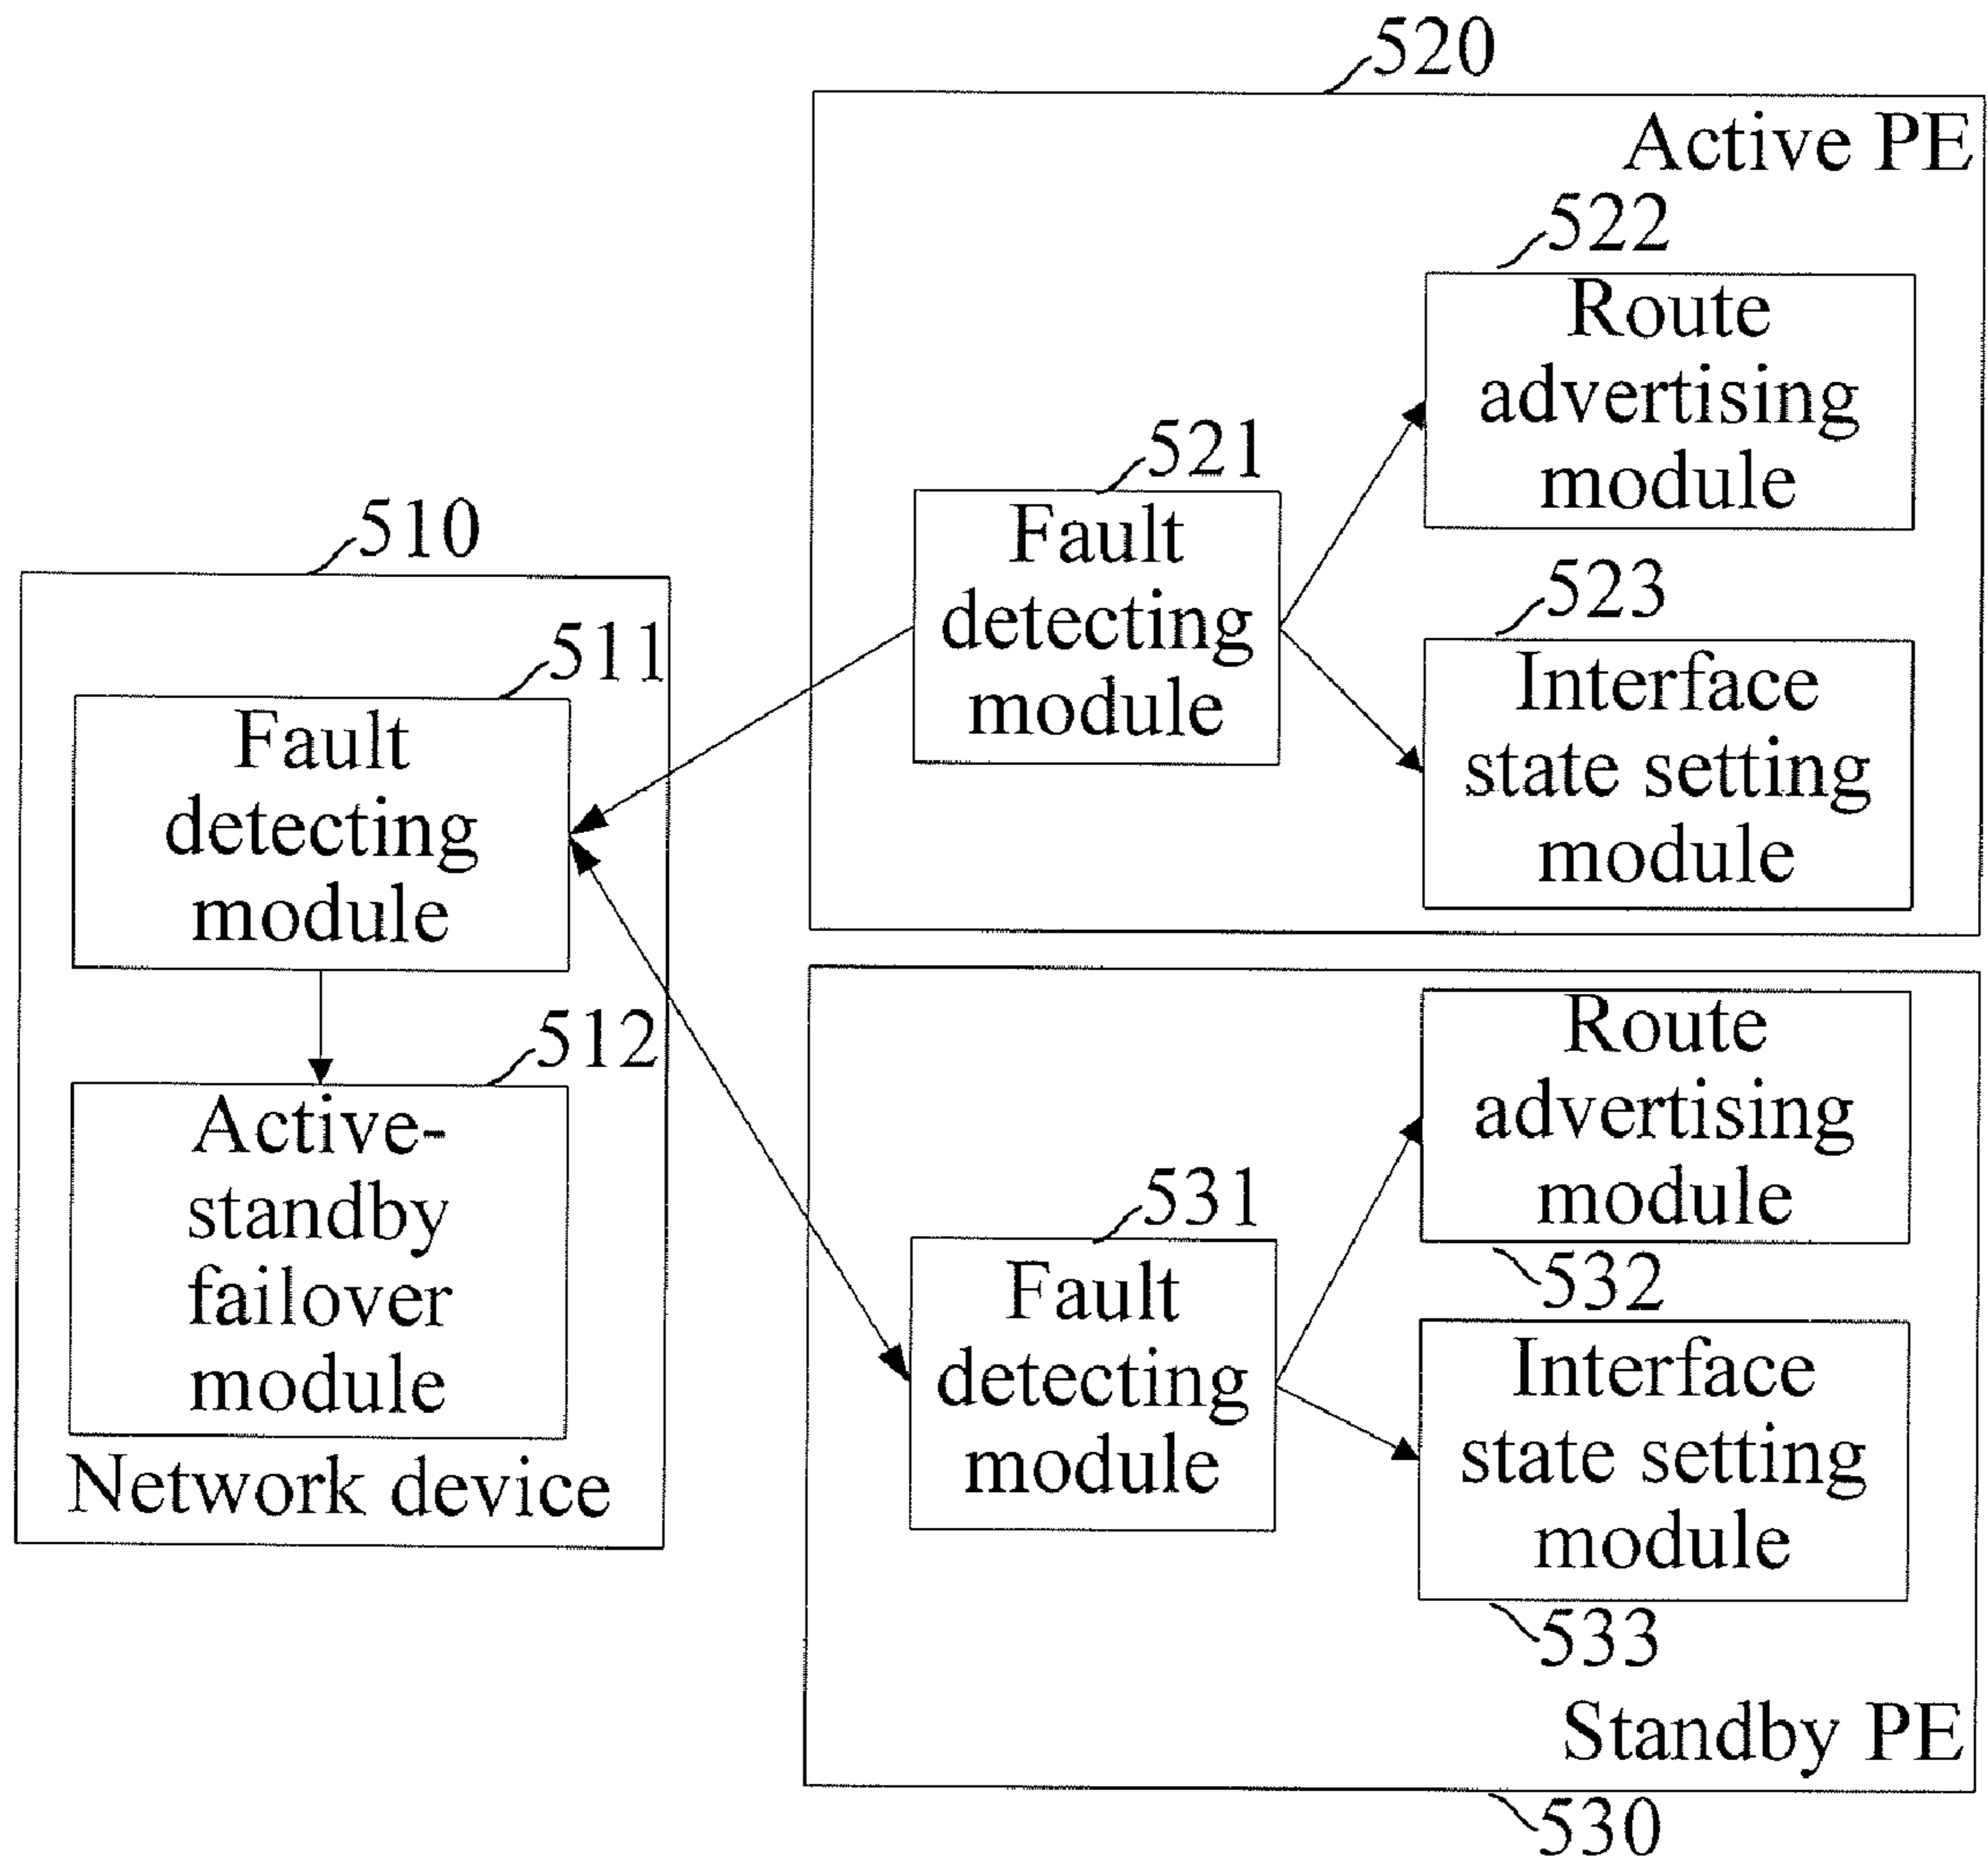 520
Active PE
522
Route
advertising
module
521
Fault
detecting
module
523
Interface
state setting
module
510
511
Fault
detecting
module
512
Active-
standby
failover
module
Network device
Route
advertising
module
532
531
Fault
detecting
module
Interface
state setting
module
533
Standby PE
530